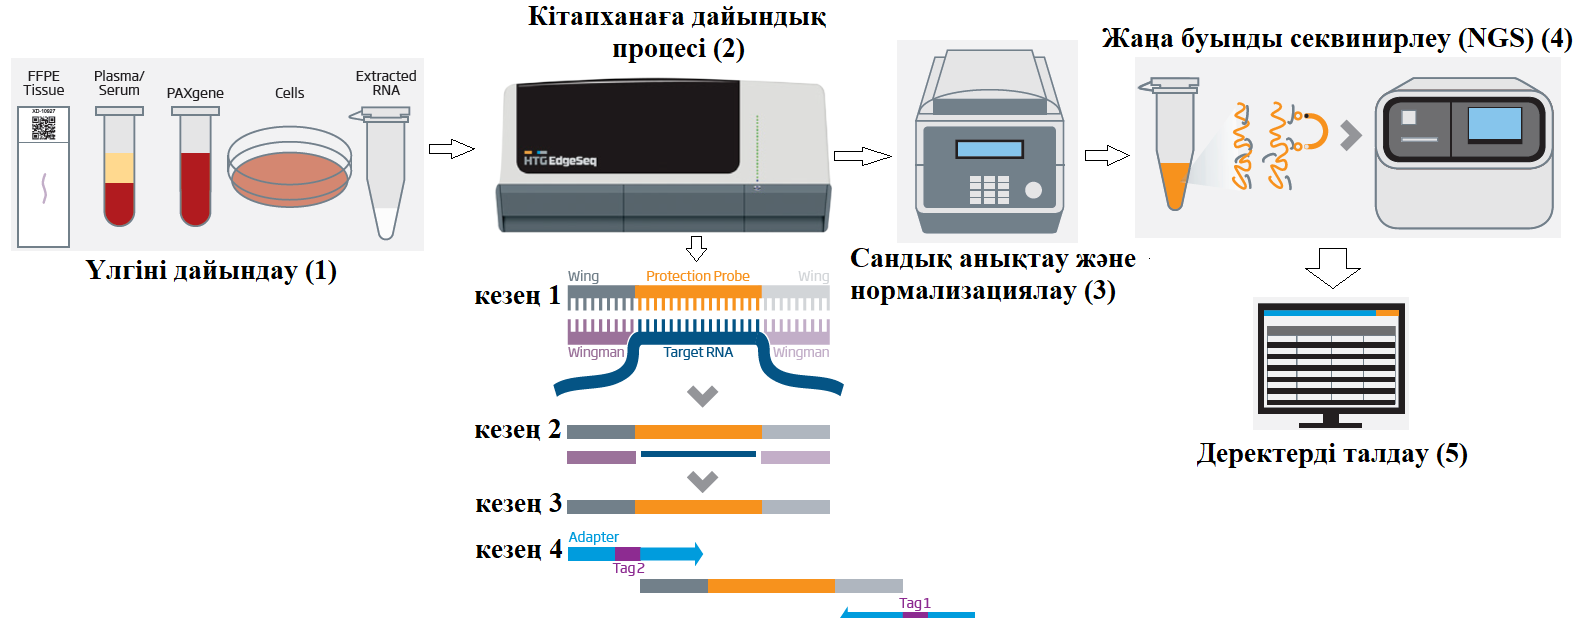 Кітапханаға дайындық
процесі (2)
Жаңа буынды секвинирлеу (NGS) (4)
FFPE
Tissue
Plasma/
Serum
PAXgene
Cells
Extracted
RNA
XD-10927
HTG EdgeSeq
Үлгіні дайындау (1)
Сандық анықтау және
нормализациялау (3)
кезең 1
Wing
Protection Probe
Wing
Wingman
Target RNA
Wingman
кезең 2
кезең 3
кезең 4
Adapter
Tag2
Tag1
Деректерді талдау (5)